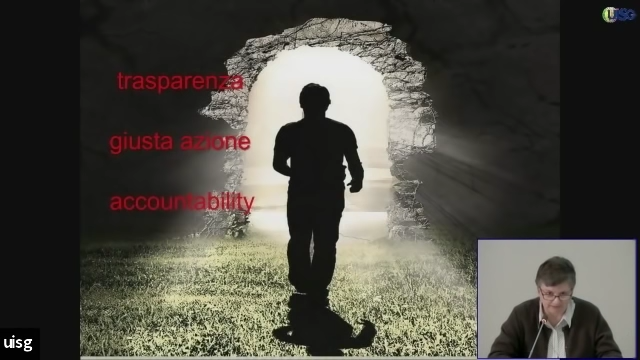 trasparenza
giusta azione
accountability
uisg